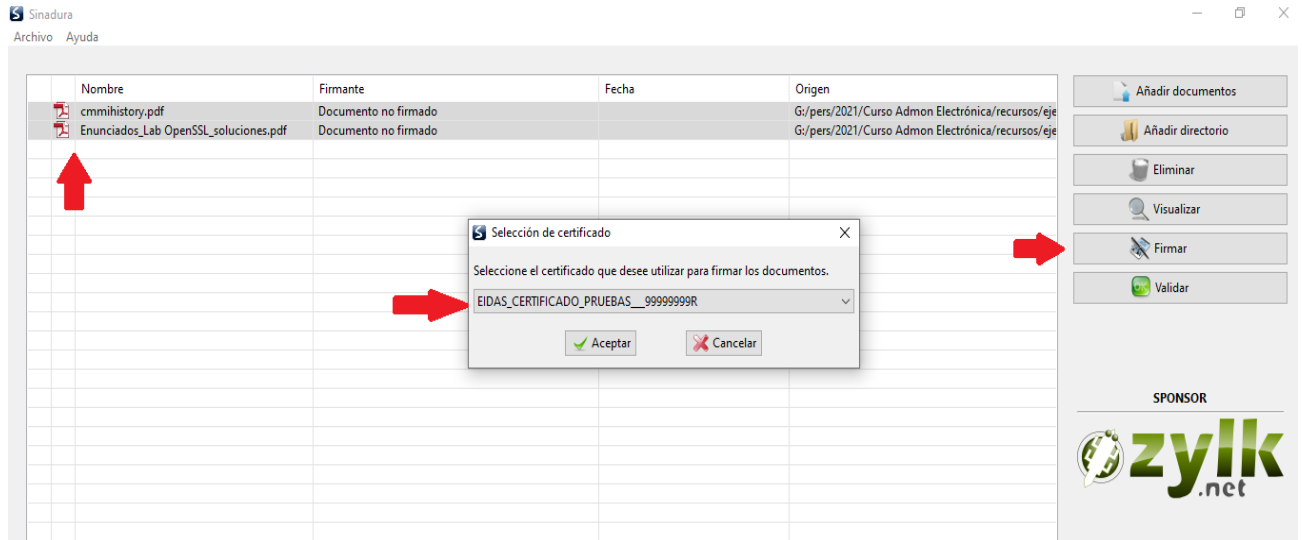 Sinadura
Archivo Ayuda
Nombre Firmante Fecha Origen
cmmihistory.pdf Documento no firmado G:/pers/2021/Curso Admon Electrónica/recursos/eje
Enunciados_Lab OpenSSL_soluciones.pdf Documento no firmado G:/pers/2021/Curso Admon Electrónica/recursos/eje
Añadir documentos
Añadir directorio
Eliminar
Visualizar
Firmar
OK Validar
Selección de certificado
Seleccione el certificado que desee utilizar para firmar los documentos.
EIDAS_CERTIFICADO_PRUEBAS__99999999R
Aceptar Cancelar
SPONSOR
zylk
.net